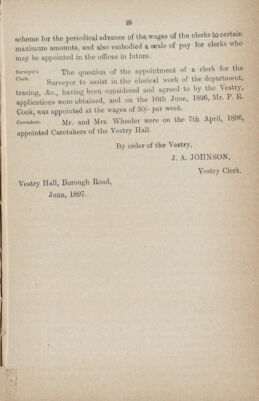 29
scheme for the periodical advance of the wages of the clerks to certain
maximum amounts, and also embodied a scale of pay for clerks who
may be appointed in the offices in future.
Surveyor's Clerk. The question of the appointment of a clerk for the
Surveyor to assist in the clerical work of the department,
tracing, &c., having been considered and agreed to by the Vestry,
applications were obtained, and on the 16th June, 1896, Mr. P. R.
Cook, was appointed at the wages of 30/- per week.
Caretakers. Mr. and Mrs. Wheeler were on the 7th April, 1896,
appointed Caretakers of the Vestry Hall.
By order of the Vestry,
J. A. JOHNSON,
Vestry Clerk.
Vestry Hall, Borough Road,
June, 1897.